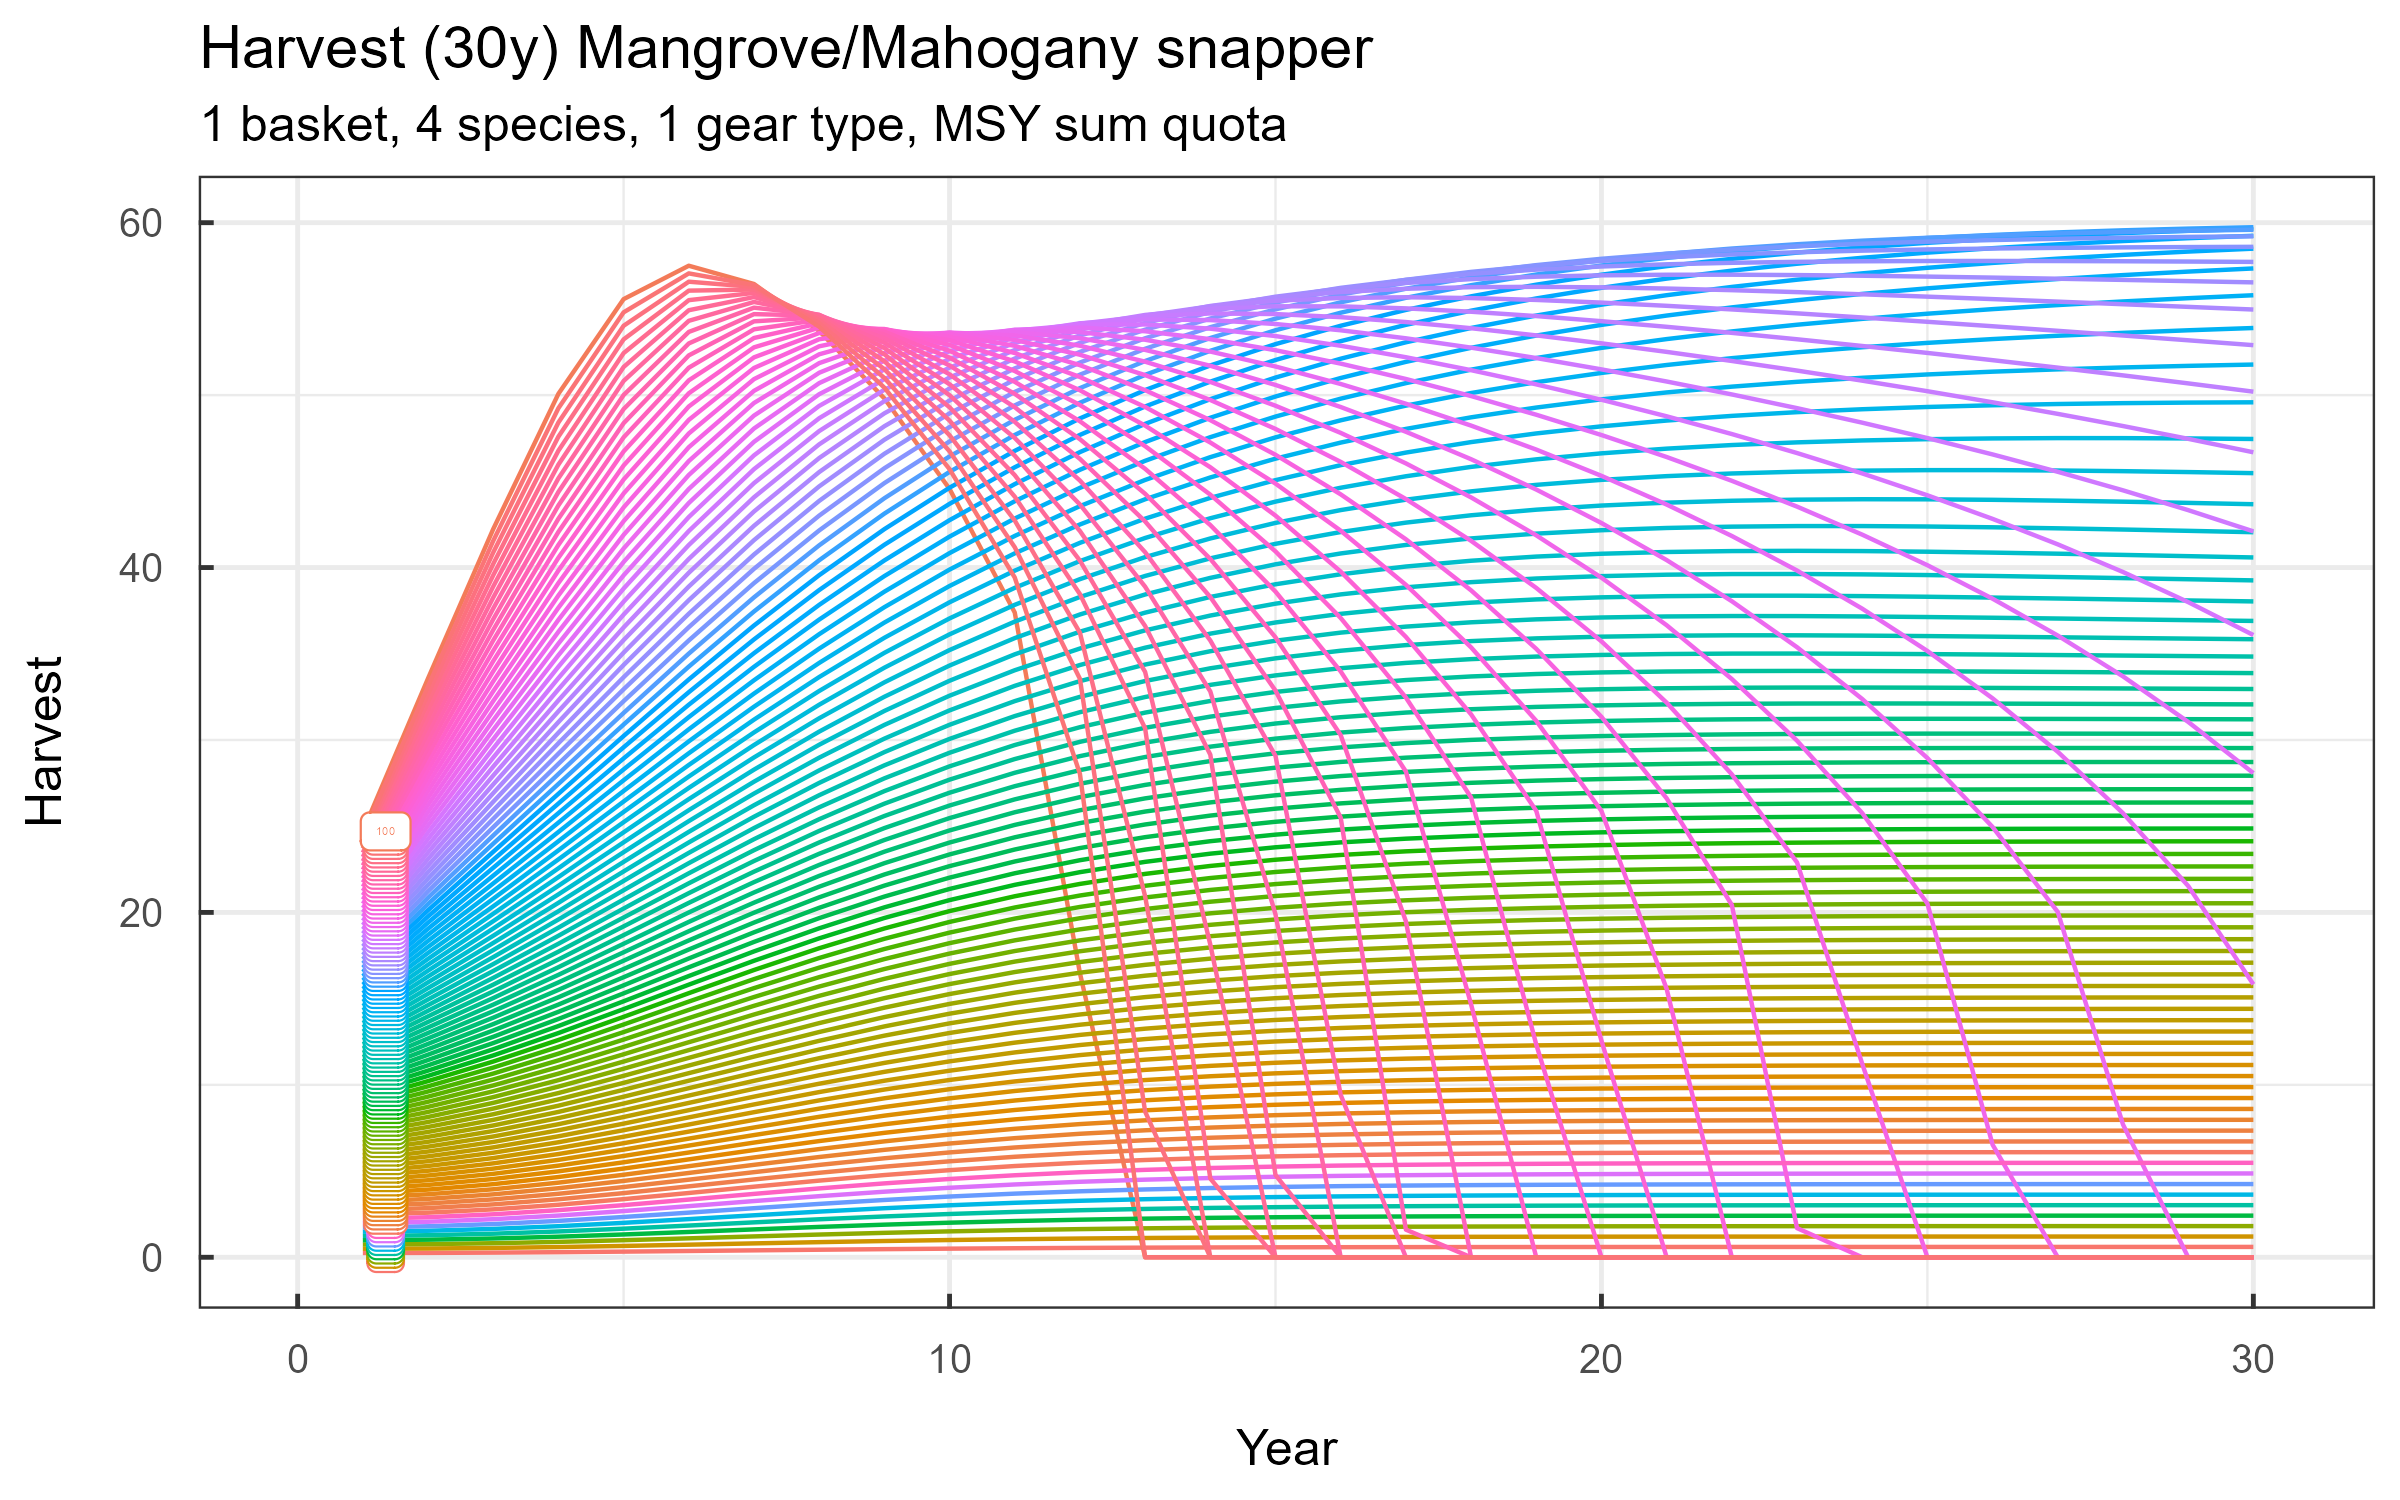 Harvest (30y) Mangrove/Mahogany snapper
1 basket, 4 species, 1 gear type, MSY sum quota
60
40
20
0
Harvest
100
0
10
20
30
Year